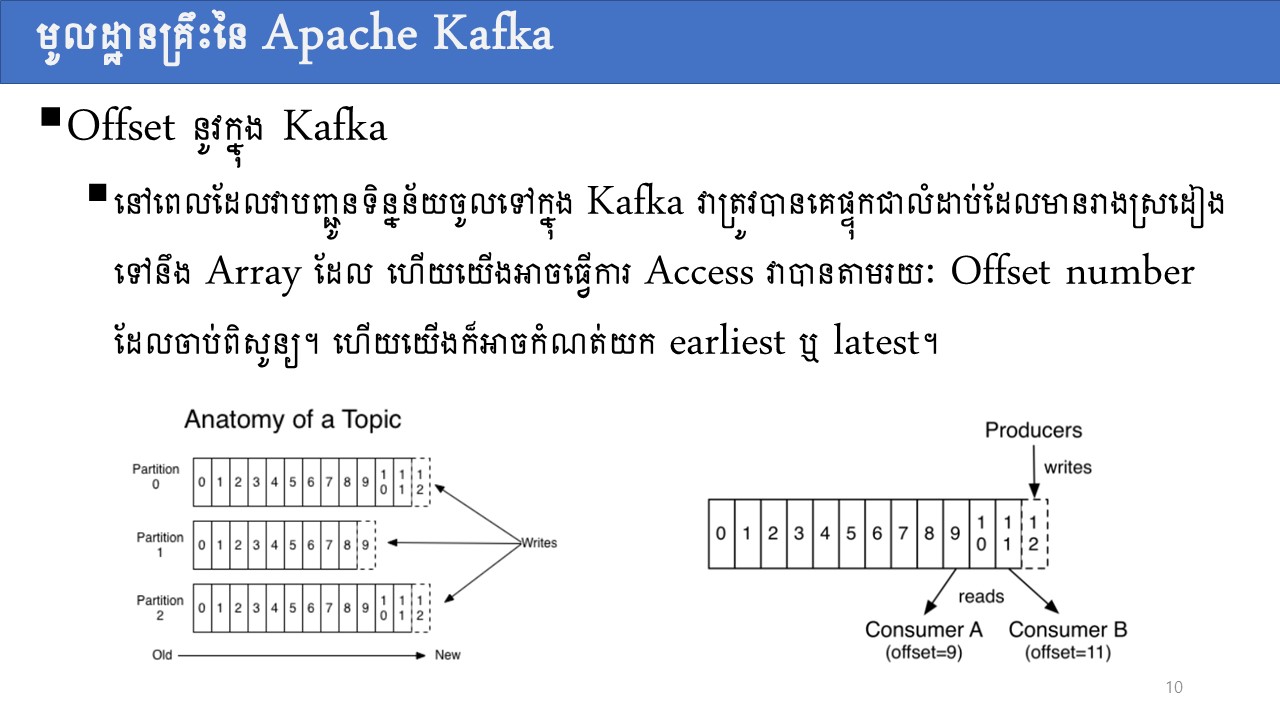 មូលដ្ឋានគ្រឹះនៃ Apache Kafka
Offset នូវក្នុង Kafka
នៅពេលដែលវាបញ្ជូនទិន្នន័យចូលទៅក្នុង Kafka វាត្រូវបានគេផ្ទុកជាលំដាប់ដែលមានរាងស្រដៀង
ទៅនឹង Array ដែល ហើយយើងអាចធ្វើការ Access វាបានតាមរយៈ Offset number
ដែលចាប់ពិសូន្យ។ ហើយយើងក៏អាចកំណត់យក earliest ឬ latest។
Anatomy of a Topic
Partition 0
0 1 2 3 4 5 6 7 8 9 10 11 12
Partition 1
0 1 2 3 4 5 6 7 8 9
Writes
Partition 2
0 1 2 3 4 5 6 7 8 9 10 11 12
Old
New
Producers
writes
0 1 2 3 4 5 6 7 8 9 10 11 12
reads
Consumer A
(offset=9)
Consumer B
(offset=11)
10